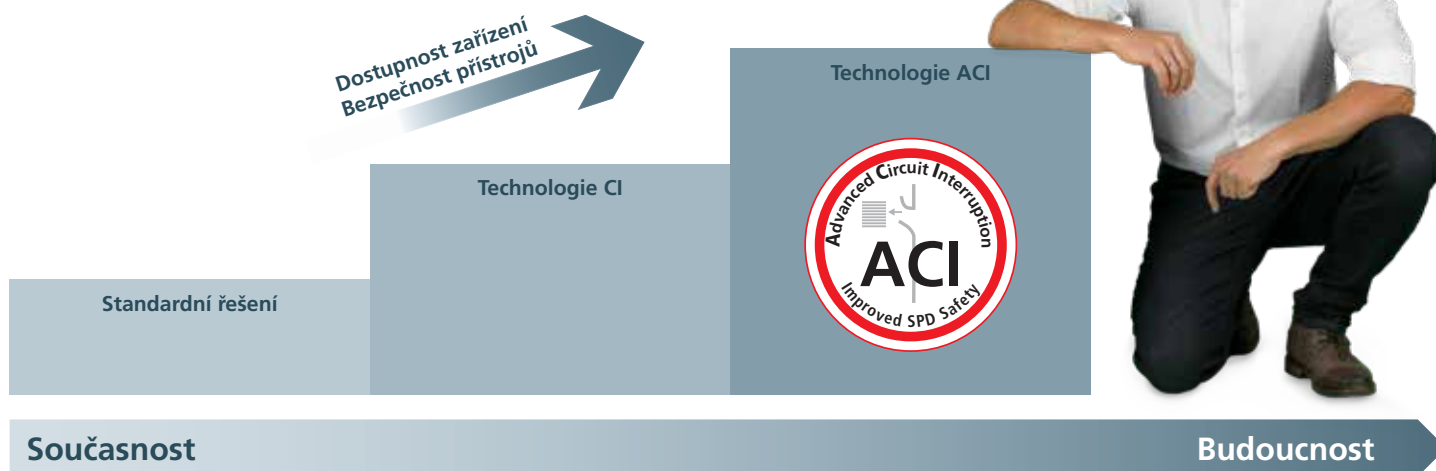 Dostupnost zařízení
Bezpečnost přístrojů
Technologie ACI
Technologie CI
Advanced Circuit Interruption
ACI
Improved SPD Safety
Standardní řešení
Současnost
Budoucnost